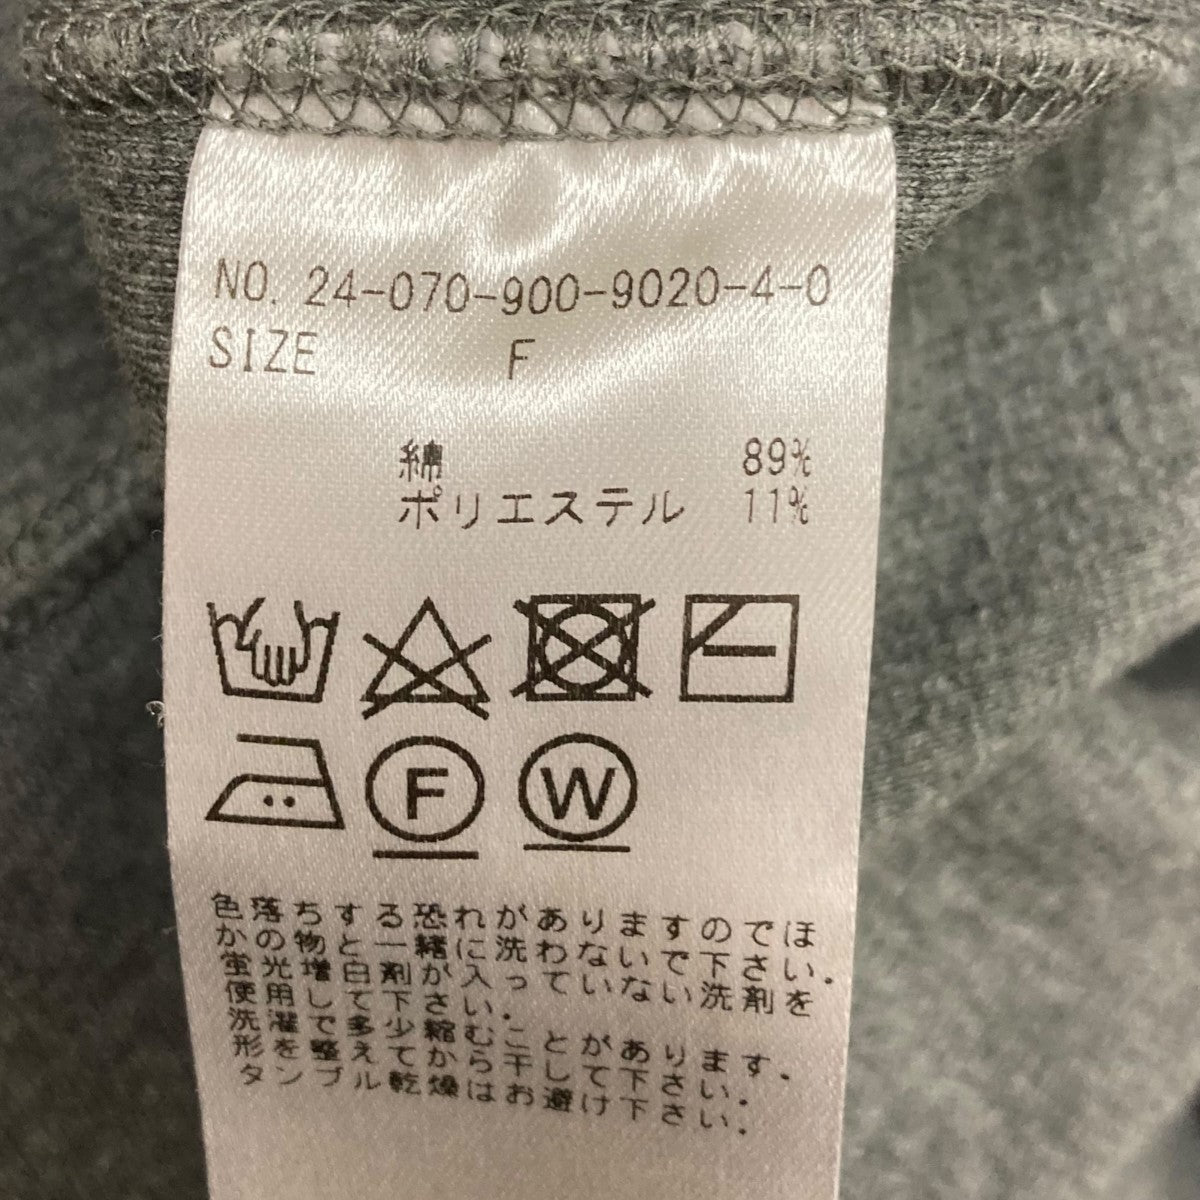 NO. 24-070-900-9020-4-0
SIZE F
綿 89%
ポリエステル 11%
F W
色落ちする恐れがありますのでほ
かの物と一緒に洗わないで下さい。
蛍光増白剤が入っていない洗剤を
使用して下さい。
洗濯で多少縮むことがあります。
形を整えてから干して下さい。
タンブル乾燥はお避け下さい。